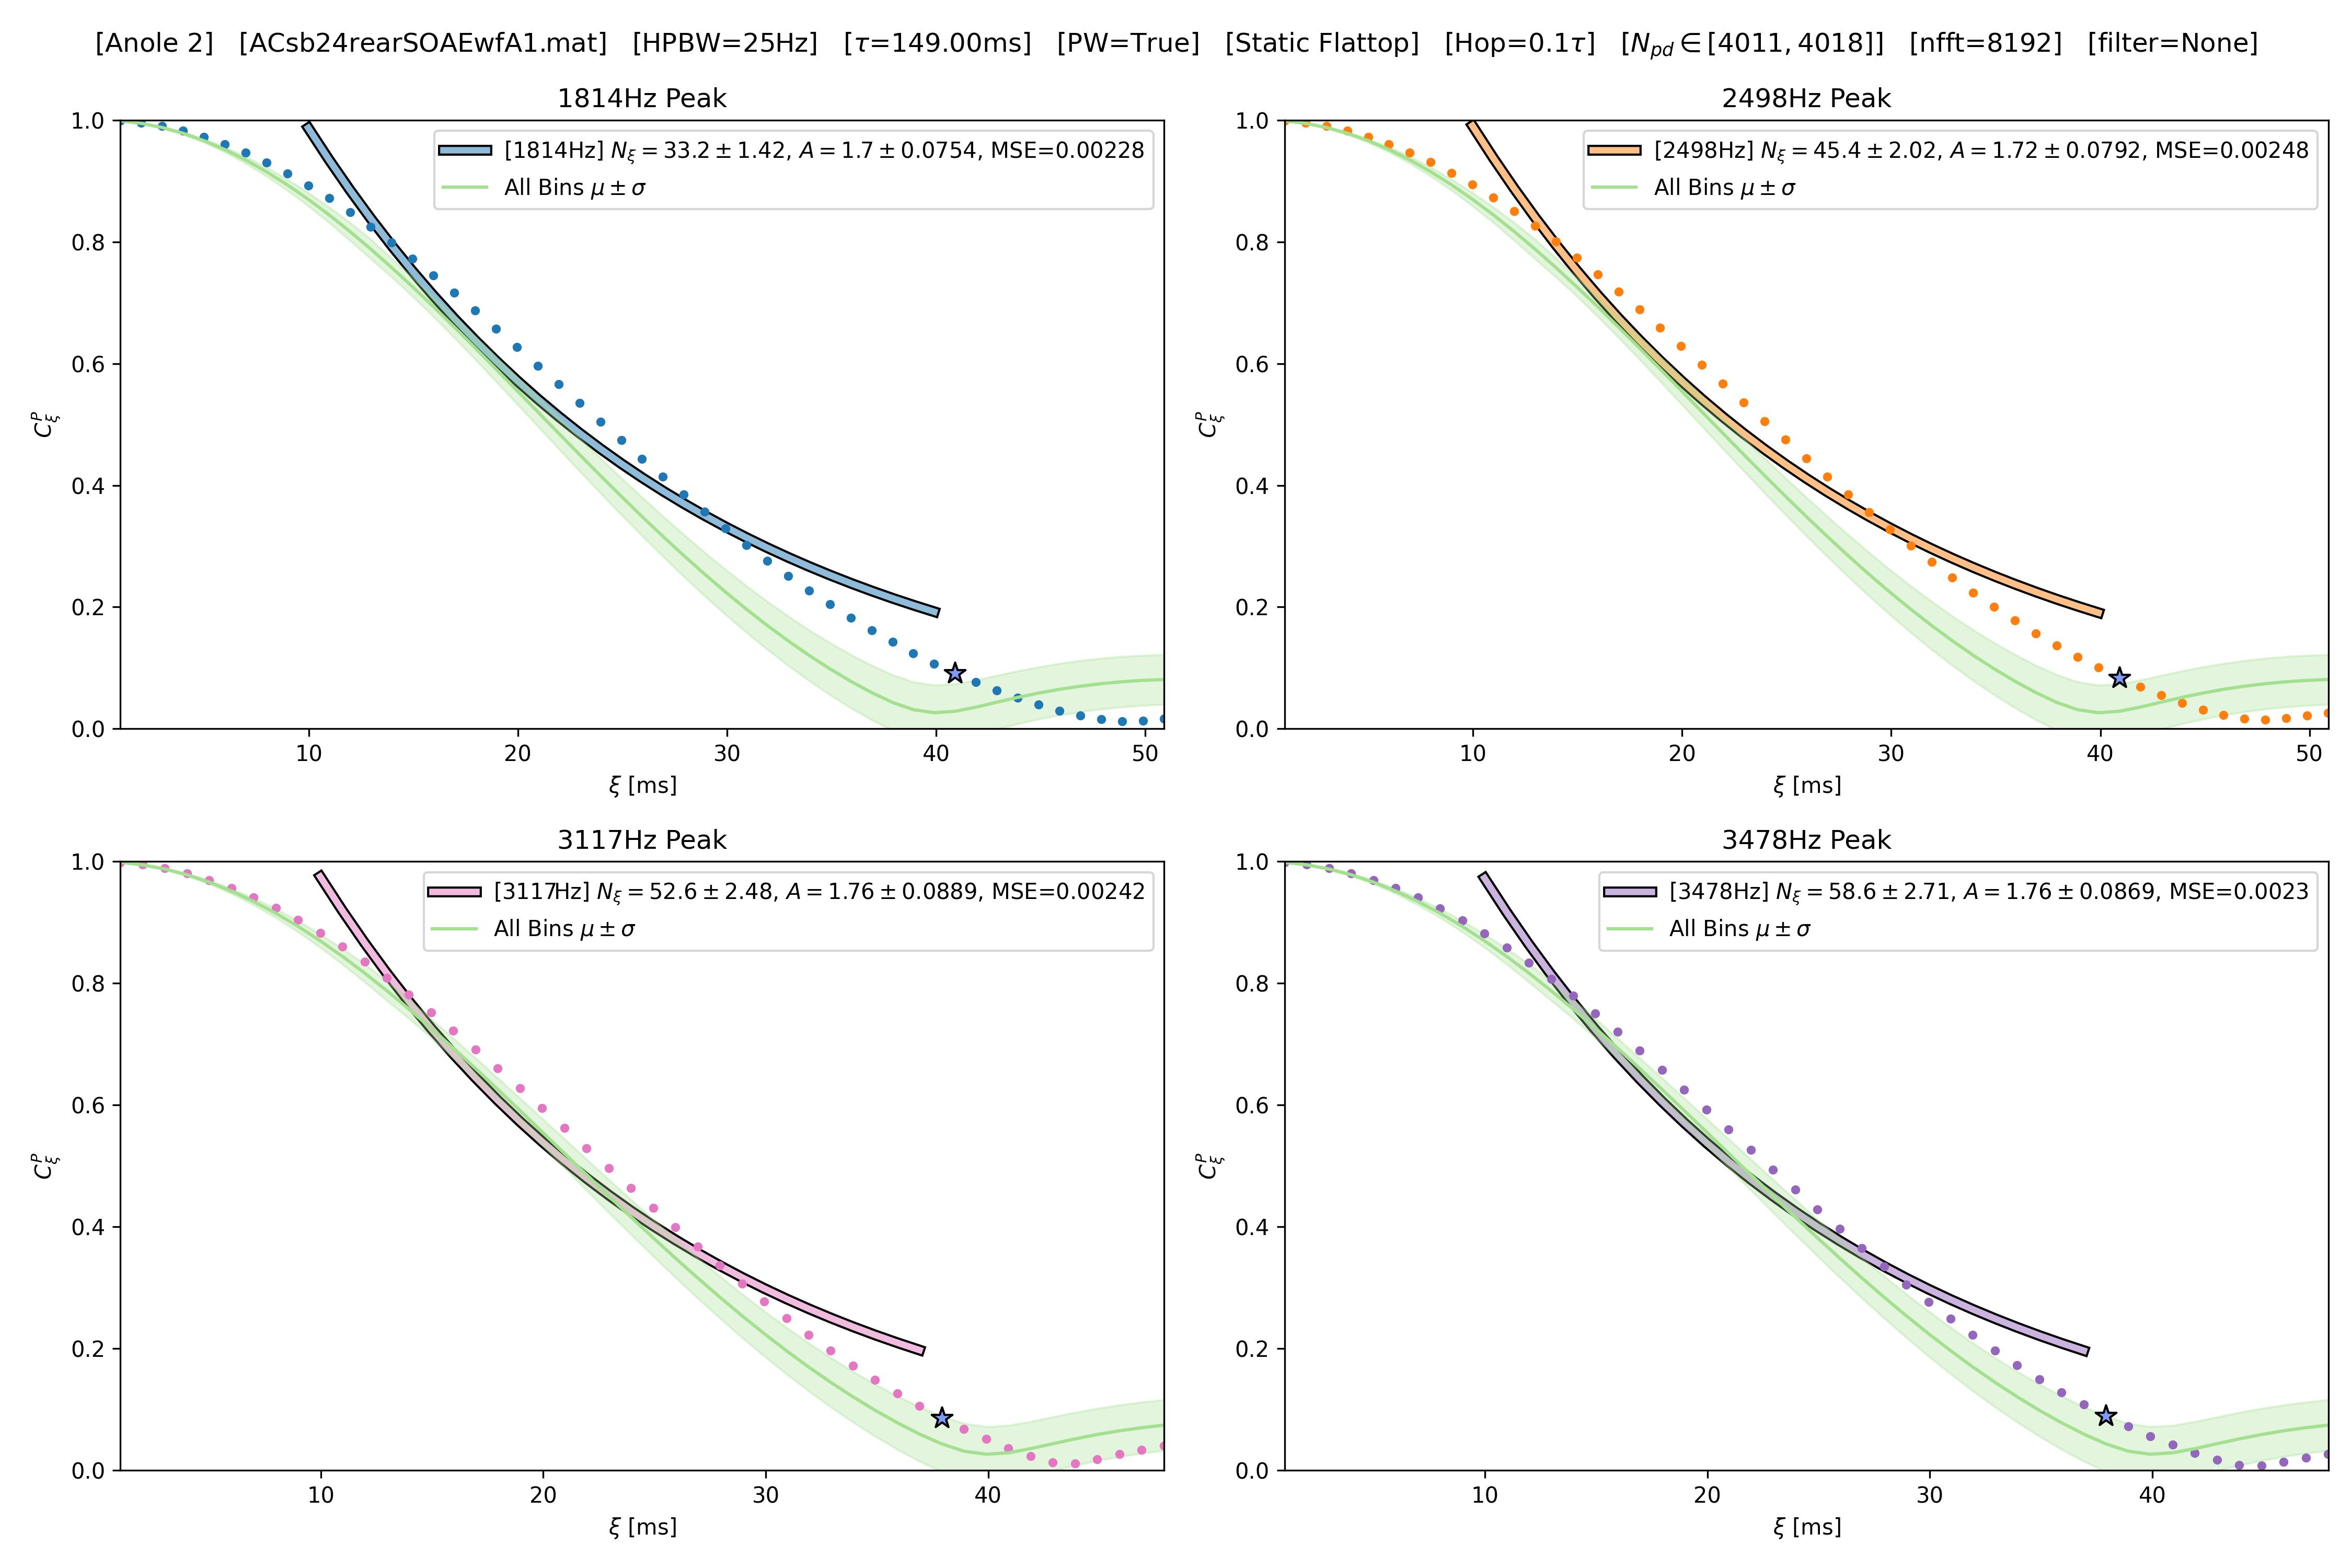 [Anole 2] [ACsb24rearSOAEwfA1.mat] [HPBW=25Hz] [τ=149.00ms] [PW=True] [Static Flattop] [Hop=0.1τ] [N_pd ∈ [4011, 4018]] [nfft=8192] [filter=None]
1814Hz Peak
[1814Hz] N_ξ = 33.2 ± 1.42, A = 1.7 ± 0.0754, MSE=0.00228
All Bins μ ± σ
1.0
0.8
0.6
0.4
0.2
0.0
C_ξ^P
10 20 30 40 50
ξ [ms]
2498Hz Peak
[2498Hz] N_ξ = 45.4 ± 2.02, A = 1.72 ± 0.0792, MSE=0.00248
All Bins μ ± σ
1.0
0.8
0.6
0.4
0.2
0.0
C_ξ^P
10 20 30 40 50
ξ [ms]
3117Hz Peak
[3117Hz] N_ξ = 52.6 ± 2.48, A = 1.76 ± 0.0889, MSE=0.00242
All Bins μ ± σ
1.0
0.8
0.6
0.4
0.2
0.0
C_ξ^P
10 20 30 40
ξ [ms]
3478Hz Peak
[3478Hz] N_ξ = 58.6 ± 2.71, A = 1.76 ± 0.0869, MSE=0.0023
All Bins μ ± σ
1.0
0.8
0.6
0.4
0.2
0.0
C_ξ^P
10 20 30 40
ξ [ms]